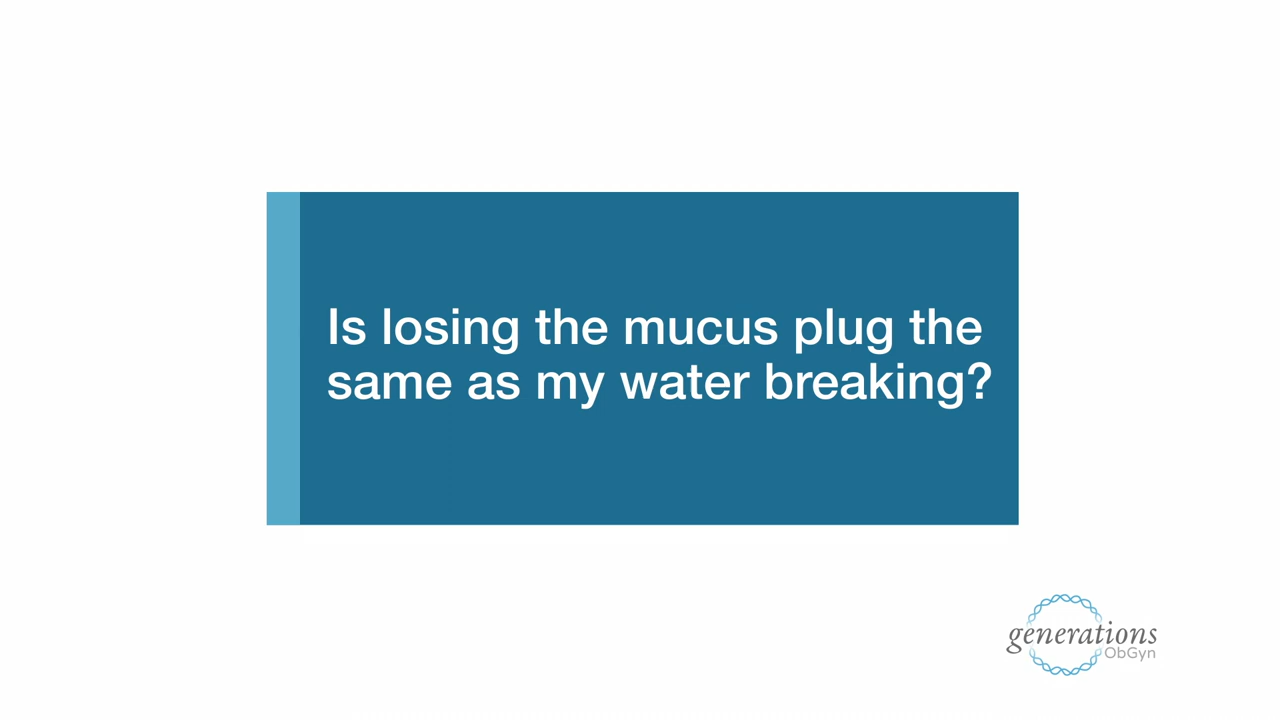 Is losing the mucus plug the
same as my water breaking?
generations
ObGyn